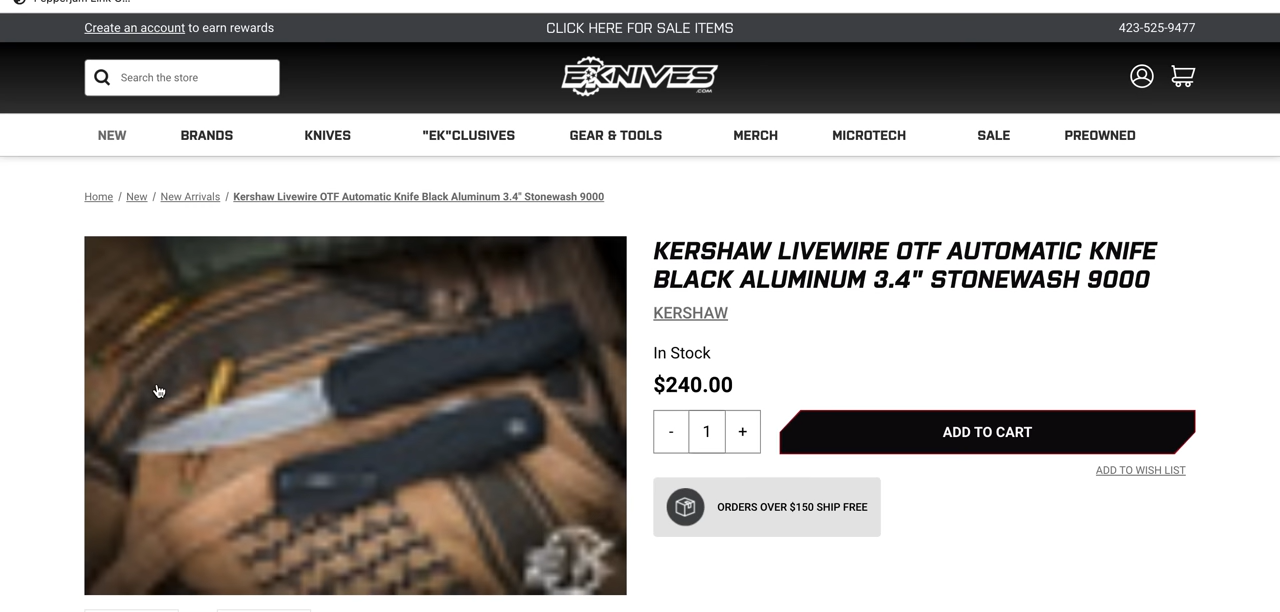 Create an account to earn rewards
CLICK HERE FOR SALE ITEMS
423-525-9477
Search the store
EKNIVES
.COM
NEW
BRANDS
KNIVES
"EK"CLUSIVES
GEAR & TOOLS
MERCH
MICROTECH
SALE
PREOWNED
Home / New / New Arrivals / Kershaw Livewire OTF Automatic Knife Black Aluminum 3.4" Stonewash 9000
KERSHAW LIVEWIRE OTF AUTOMATIC KNIFE
BLACK ALUMINUM 3.4" STONEWASH 9000
KERSHAW
In Stock
$240.00
- 1 +
ADD TO CART
ADD TO WISH LIST
ORDERS OVER $150 SHIP FREE
EK